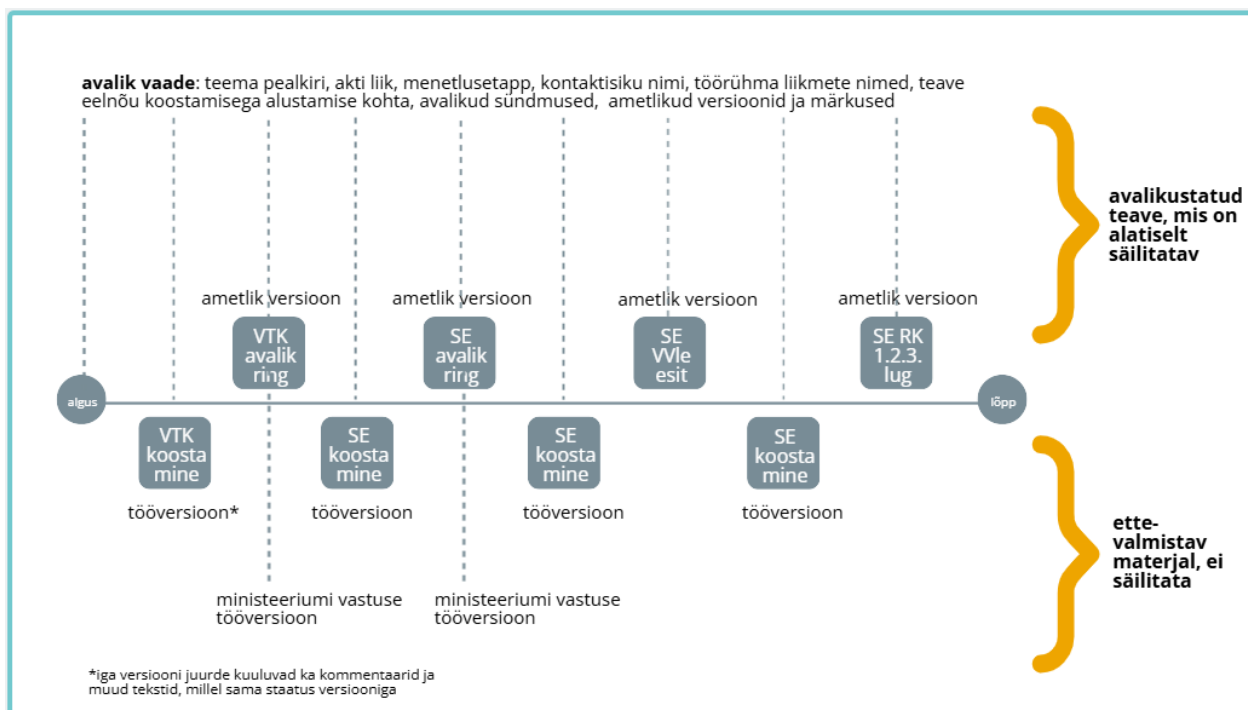 avalik vaade: teema pealkiri, akti liik, menetlusetapp, kontaktisiku nimi, töörühma liikmete nimed, teave
eelnõu koostamisega alustamise kohta, avalikud sündmused, ametlikud versioonid ja märkused
avalikustatud
teave, mis on
alatiselt
säilitatav
ametlik versioon
ametlik versioon
ametlik versioon
ametlik versioon
VTK
avalik
ring
SE
avalik
ring
SE
VVle
esit
SE RK
1.2.3.
lug
algus
lõpp
VTK
koosta
mine
SE
koosta
mine
SE
koosta
mine
SE
koosta
mine
tööversioon*
tööversioon
tööversioon
tööversioon
ette-
valmistav
materjal, ei
säilitata
ministeeriumi vastuse
tööversioon
ministeeriumi vastuse
tööversioon
*iga versiooni juurde kuuluvad ka kommentaarid ja
muud tekstid, millel sama staatus versiooniga